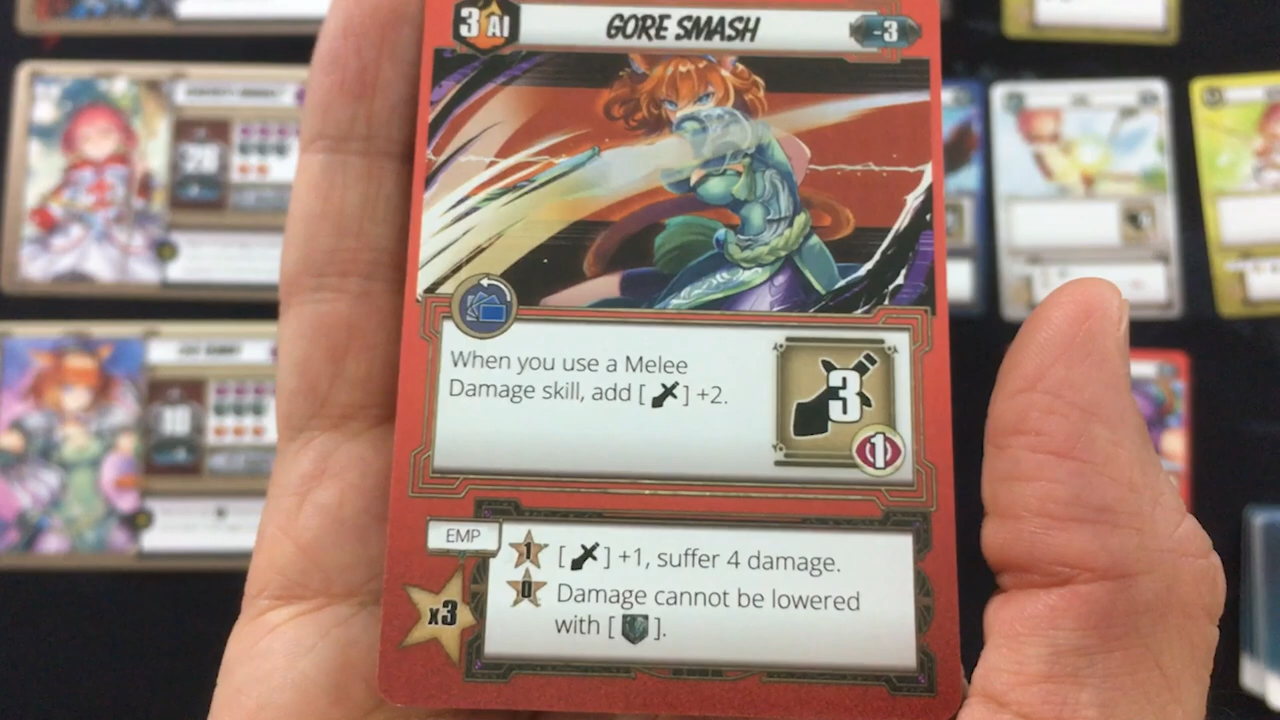 3 AI GORE SMASH -3
When you use a Melee
Damage skill, add [ ] +2.
3
1
EMP
1 [ ] +1, suffer 4 damage.
0 Damage cannot be lowered
with [ ].
x3